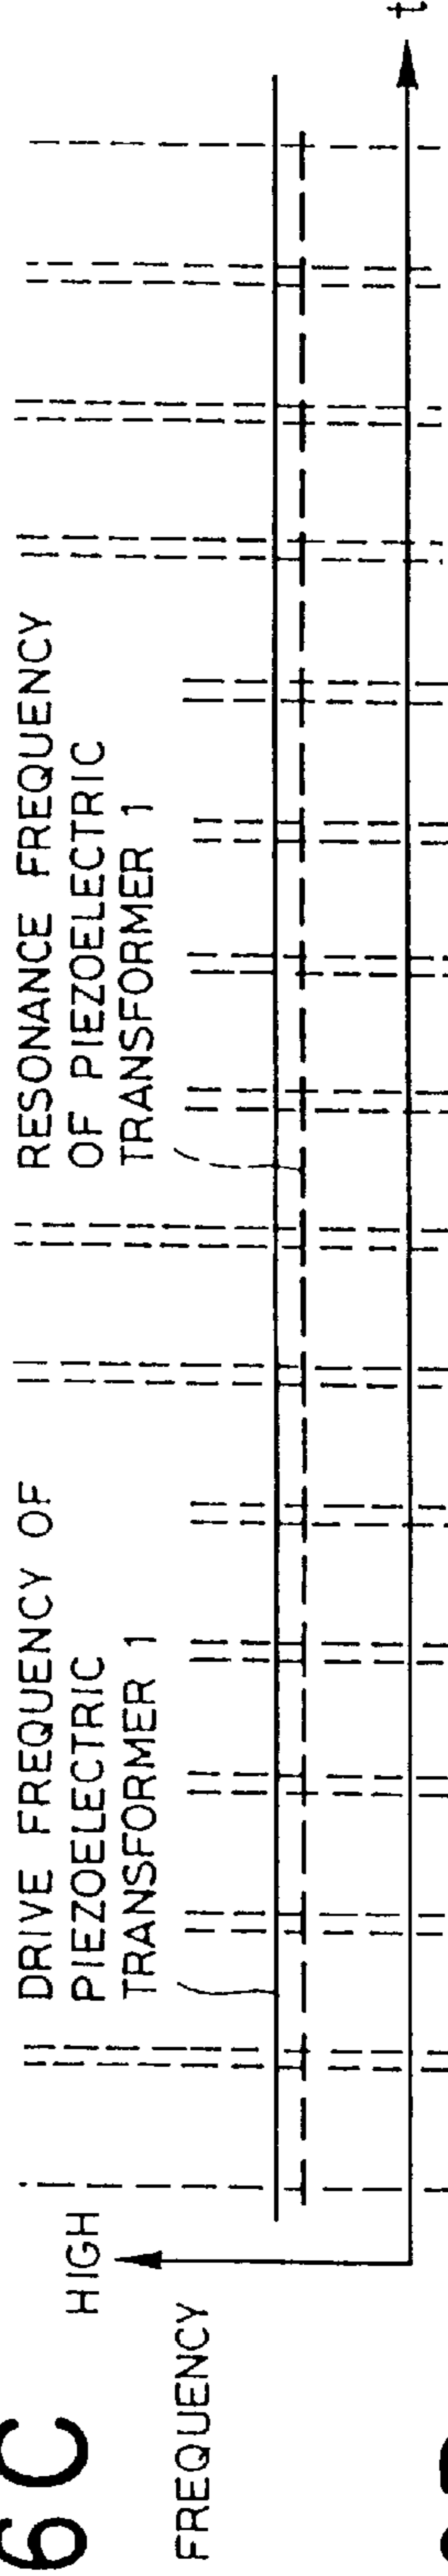 6C
HIGH
FREQUENCY
DRIVE FREQUENCY OF
PIEZOELECTRIC
TRANSFORMER 1
RESONANCE FREQUENCY
OF PIEZOELECTRIC
TRANSFORMER 1
t